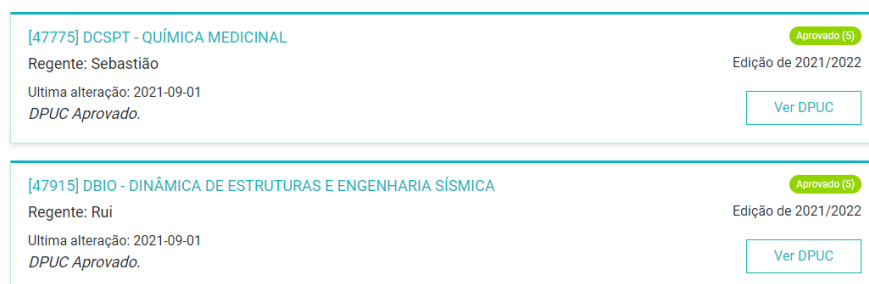 [47775] DCSPT - QUÍMICA MEDICINAL
Aprovado (5)
Regente: Sebastião
Edição de 2021/2022
Ultima alteração: 2021-09-01
DPUC Aprovado.
Ver DPUC
[47915] DBIO - DINÂMICA DE ESTRUTURAS E ENGENHARIA SÍSMICA
Aprovado (5)
Regente: Rui
Edição de 2021/2022
Ultima alteração: 2021-09-01
DPUC Aprovado.
Ver DPUC